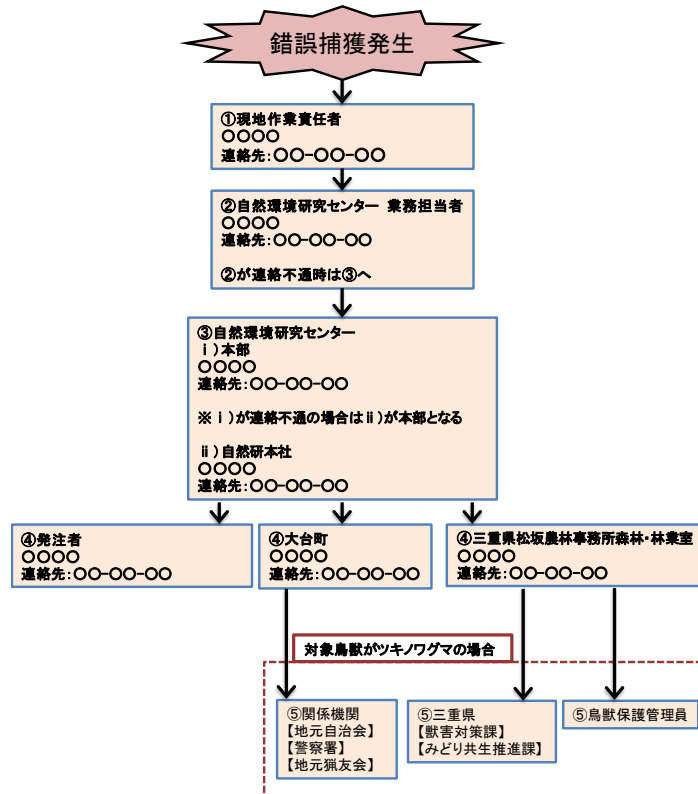 錯誤捕獲発生
①現地作業責任者
○○○○
連絡先:○○-○○-○○
②自然環境研究センター 業務担当者
○○○○
連絡先:○○-○○-○○
②が連絡不通時は③へ
③自然環境研究センター
ⅰ)本部
○○○○
連絡先:○○-○○-○○
※ⅰ)が連絡不通の場合はⅱ)が本部となる
ⅱ)自然研本社
○○○○
連絡先:○○-○○-○○
④発注者
○○○○
連絡先:○○-○○-○○
④大台町
○○○○
連絡先:○○-○○-○○
④三重県松坂農林事務所森林・林業室
○○○○
連絡先:○○-○○-○○
対象鳥獣がツキノワグマの場合
⑤関係機関
【地元自治会】
【警察署】
【地元猟友会】
⑤三重県
【獣害対策課】
【みどり共生推進課】
⑤鳥獣保護管理員